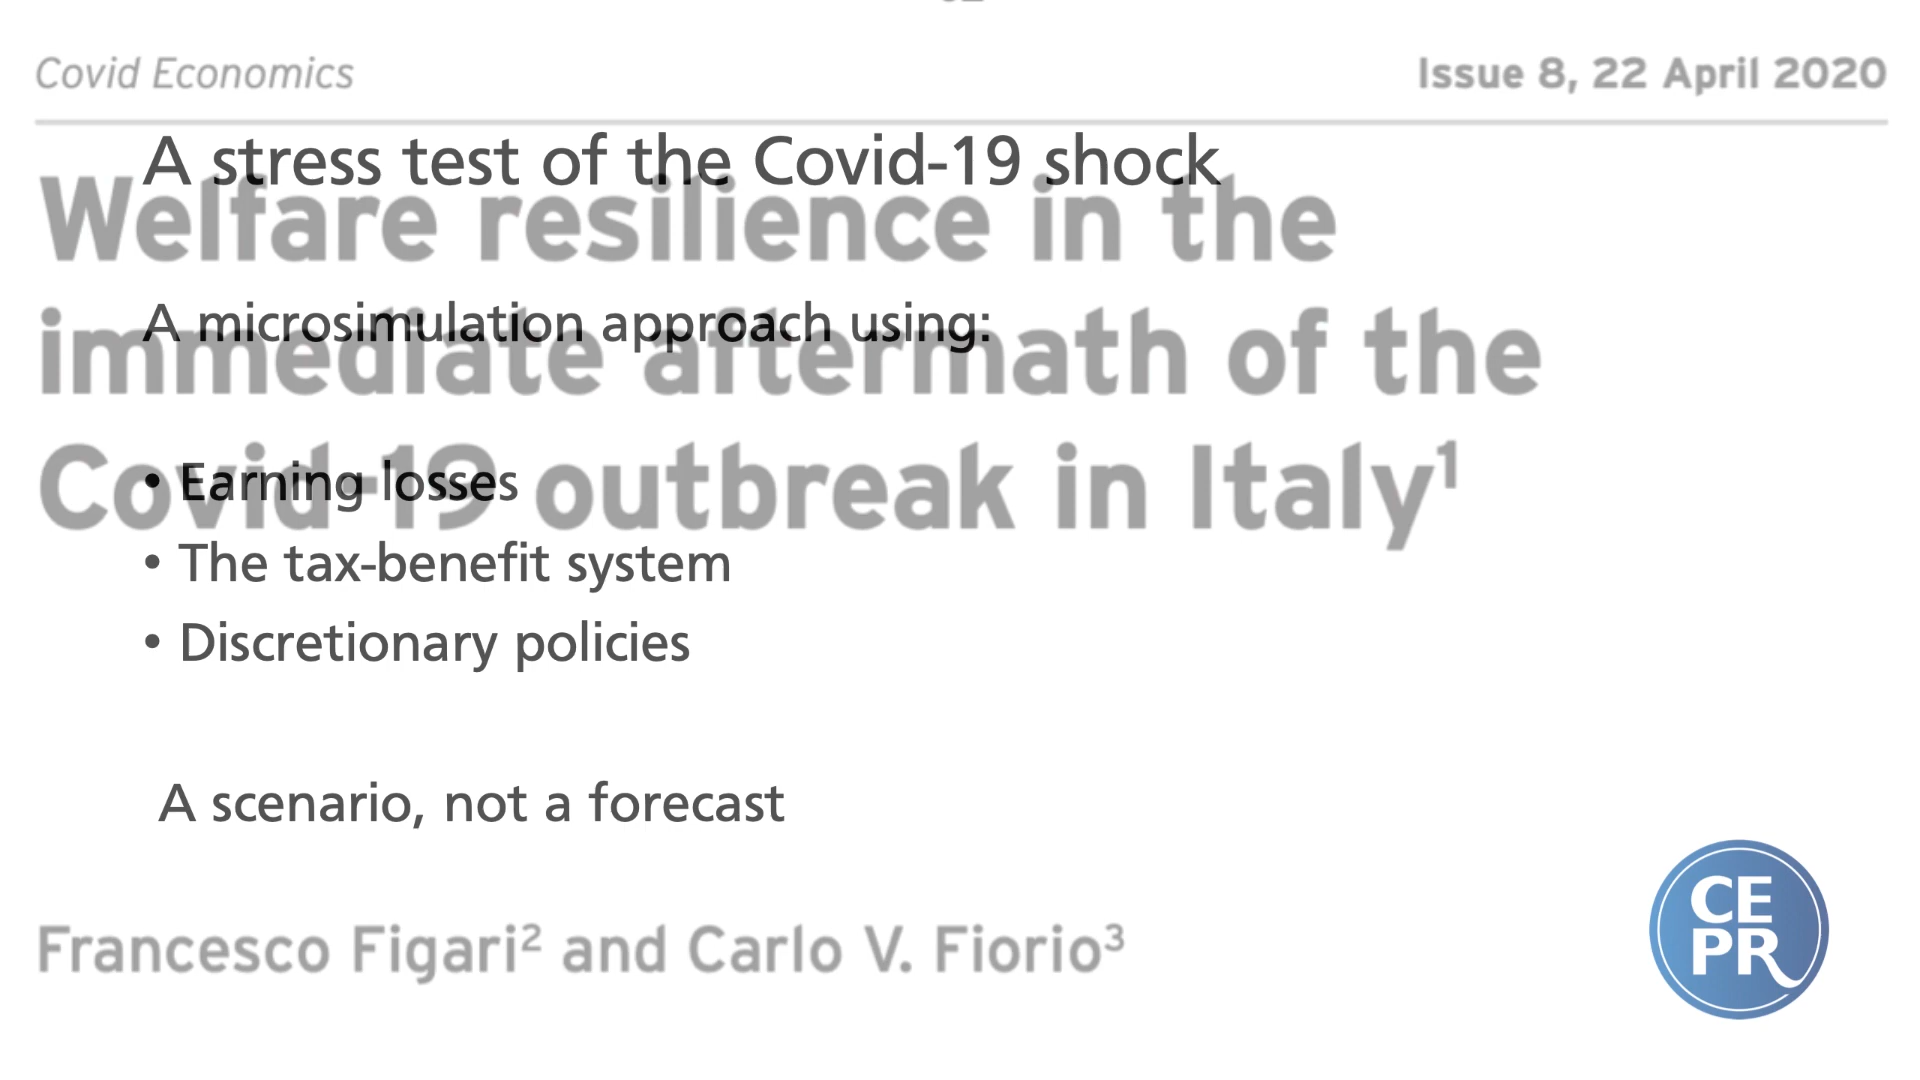 Covid Economics
Issue 8, 22 April 2020
A stress test of the Covid-19 shock
Welfare resilience in the
A microsimulation approach using:
immediate aftermath of the
• Earning losses
Covid-19 outbreak in Italy¹
• The tax-benefit system
• Discretionary policies
A scenario, not a forecast
Francesco Figari² and Carlo V. Fiorio³
CE
PR